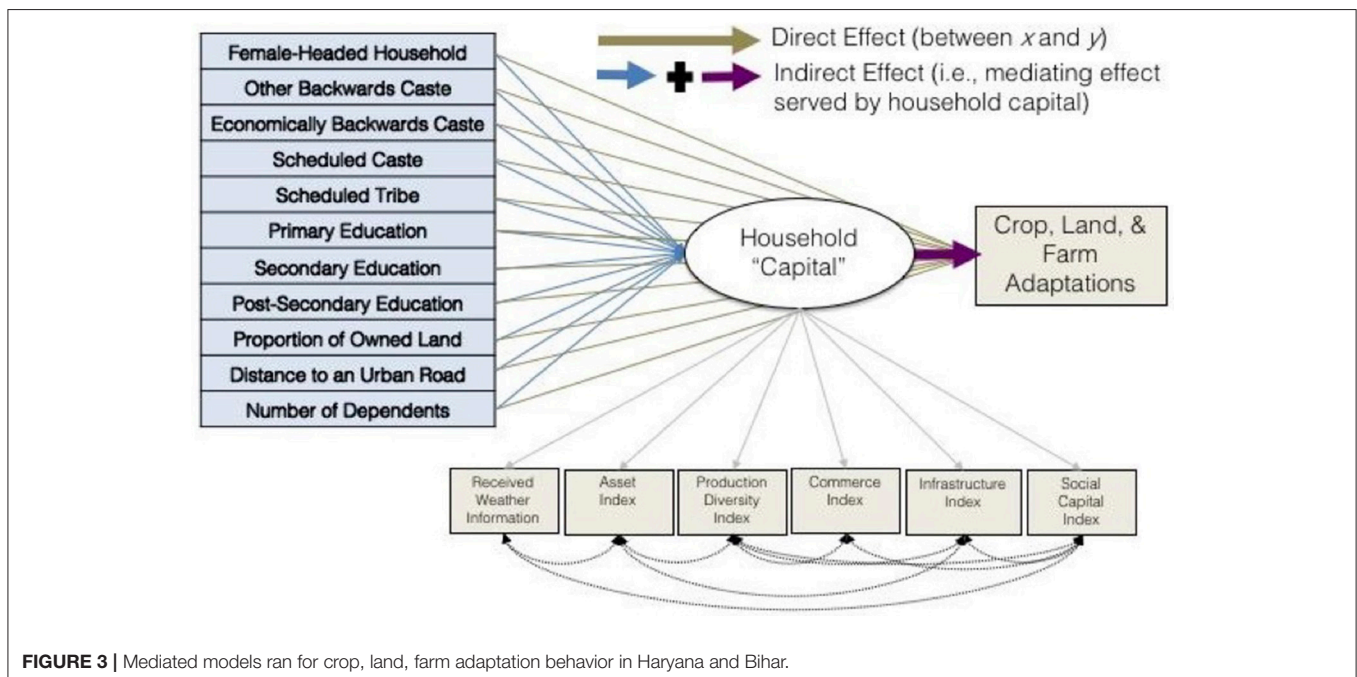 Female-Headed Household
Other Backwards Caste
Economically Backwards Caste
Scheduled Caste
Scheduled Tribe
Primary Education
Secondary Education
Post-Secondary Education
Proportion of Owned Land
Distance to an Urban Road
Number of Dependents
Direct Effect (between x and y)
Indirect Effect (i.e., mediating effect
served by household capital)
Household
“Capital”
Crop, Land, &
Farm
Adaptations
Received
Weather
Information
Asset
Index
Production
Diversity
Index
Commerce
Index
Infrastructure
Index
Social
Capital
Index
FIGURE 3 | Mediated models ran for crop, land, farm adaptation behavior in Haryana and Bihar.